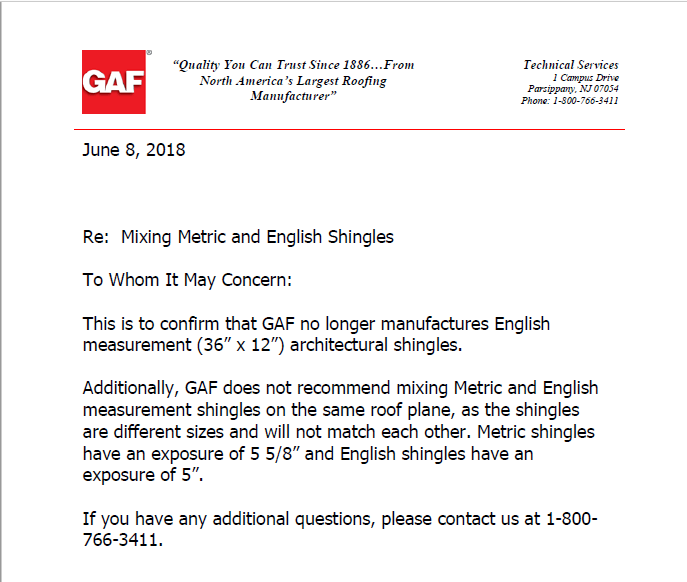 GAF®
“Quality You Can Trust Since 1886…From
North America’s Largest Roofing
Manufacturer”
Technical Services
1 Campus Drive
Parsippany, NJ 07054
Phone: 1-800-766-3411
June 8, 2018
Re:  Mixing Metric and English Shingles
To Whom It May Concern:
This is to confirm that GAF no longer manufactures English
measurement (36” x 12”) architectural shingles.
Additionally, GAF does not recommend mixing Metric and English
measurement shingles on the same roof plane, as the shingles
are different sizes and will not match each other. Metric shingles
have an exposure of 5 5/8” and English shingles have an
exposure of 5”.
If you have any additional questions, please contact us at 1-800-
766-3411.